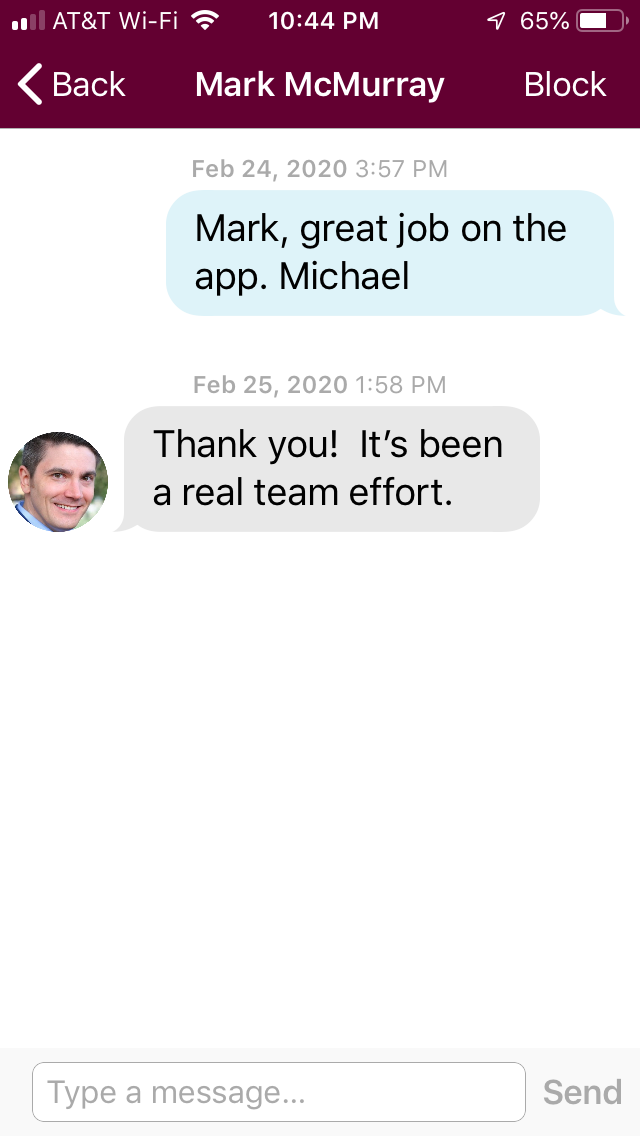 AT&T Wi-Fi 10:44 PM 65%
Back Mark McMurray Block
Feb 24, 2020 3:57 PM
Mark, great job on the
app. Michael
Feb 25, 2020 1:58 PM
Thank you!  It’s been
a real team effort.
Type a message... Send